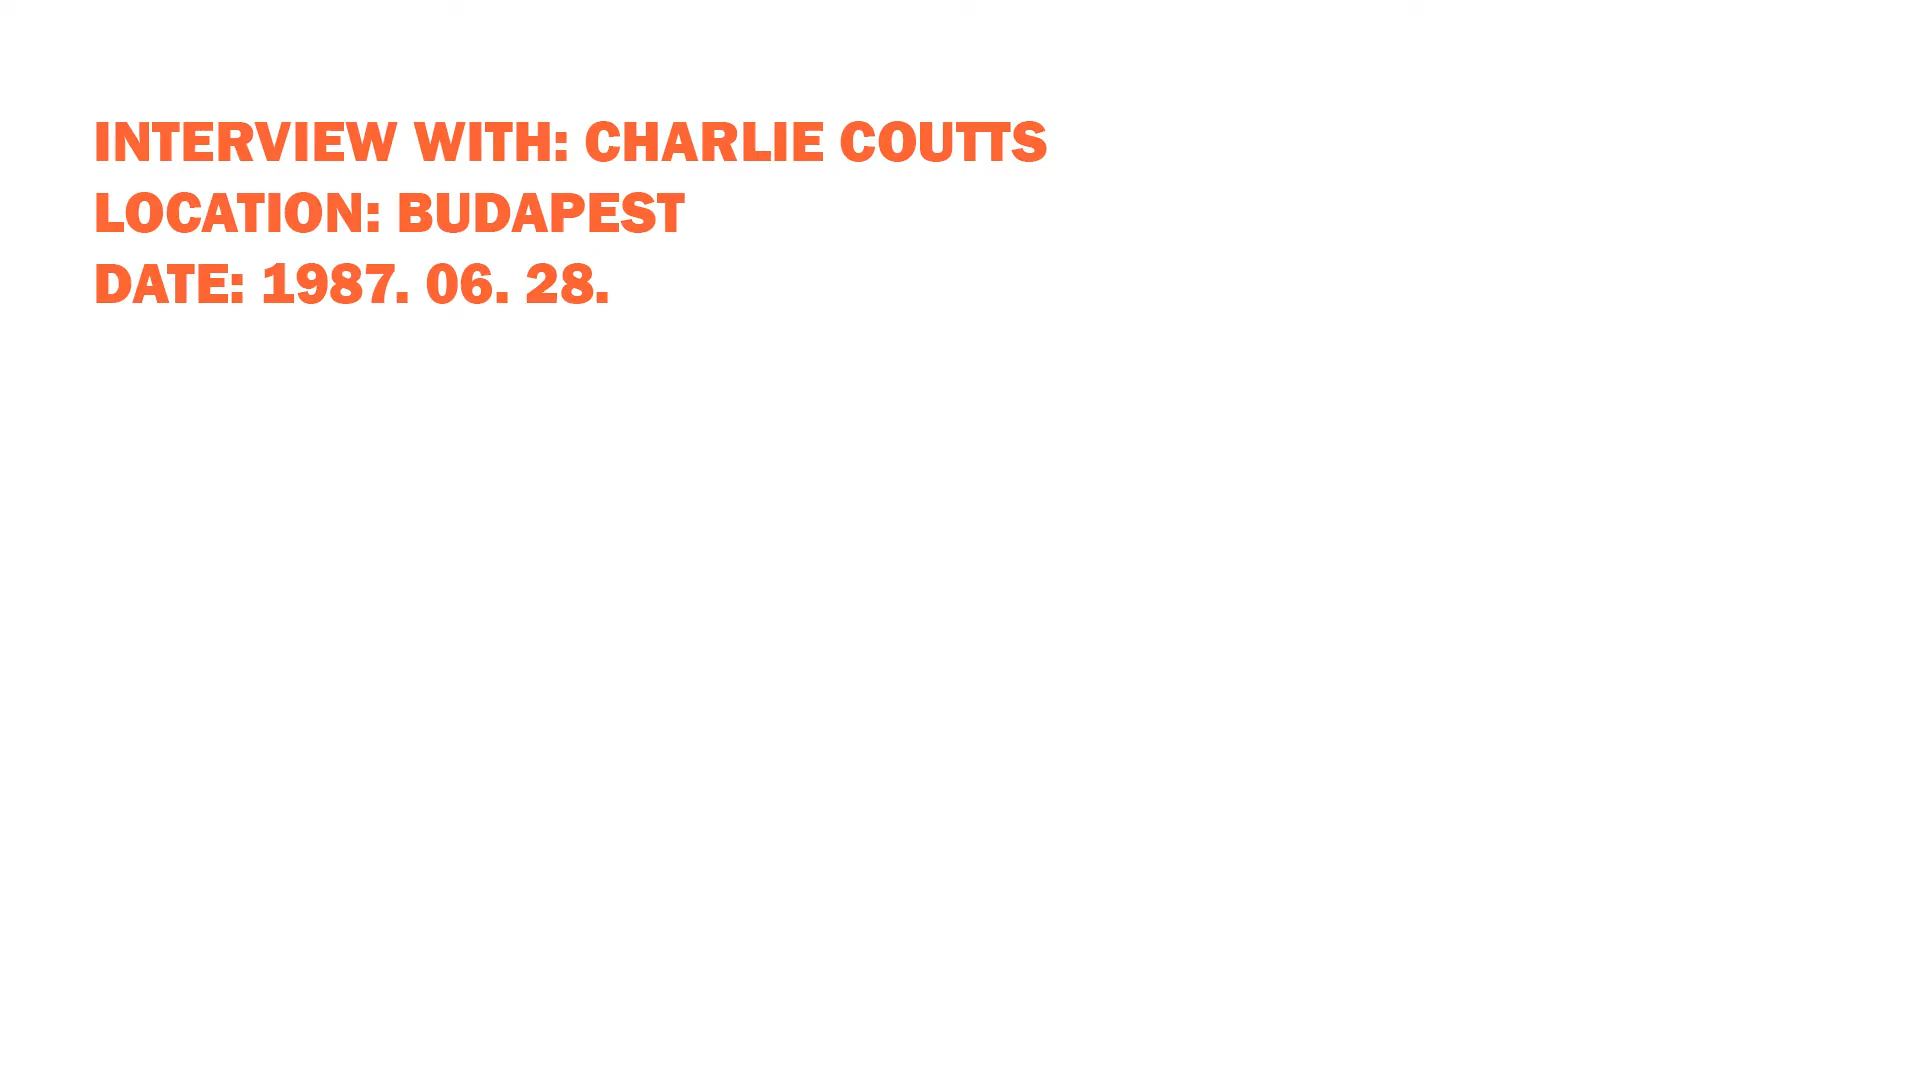 INTERVIEW WITH: CHARLIE COUTTS
LOCATION: BUDAPEST
DATE: 1987. 06. 28.